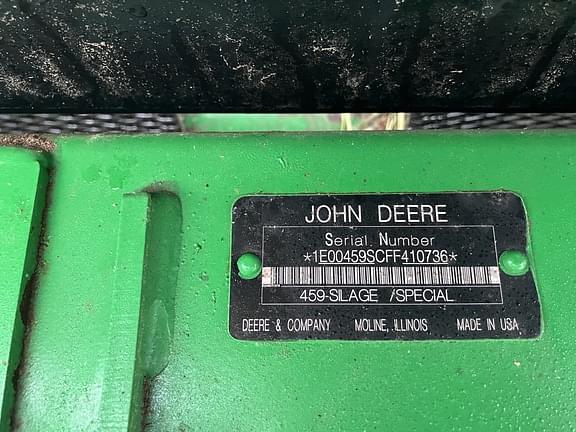 JOHN DEERE
Serial Number
*1E00459SCFF410736*
459-SILAGE /SPECIAL
DEERE & COMPANY MOLINE, ILLINOIS MADE IN USA